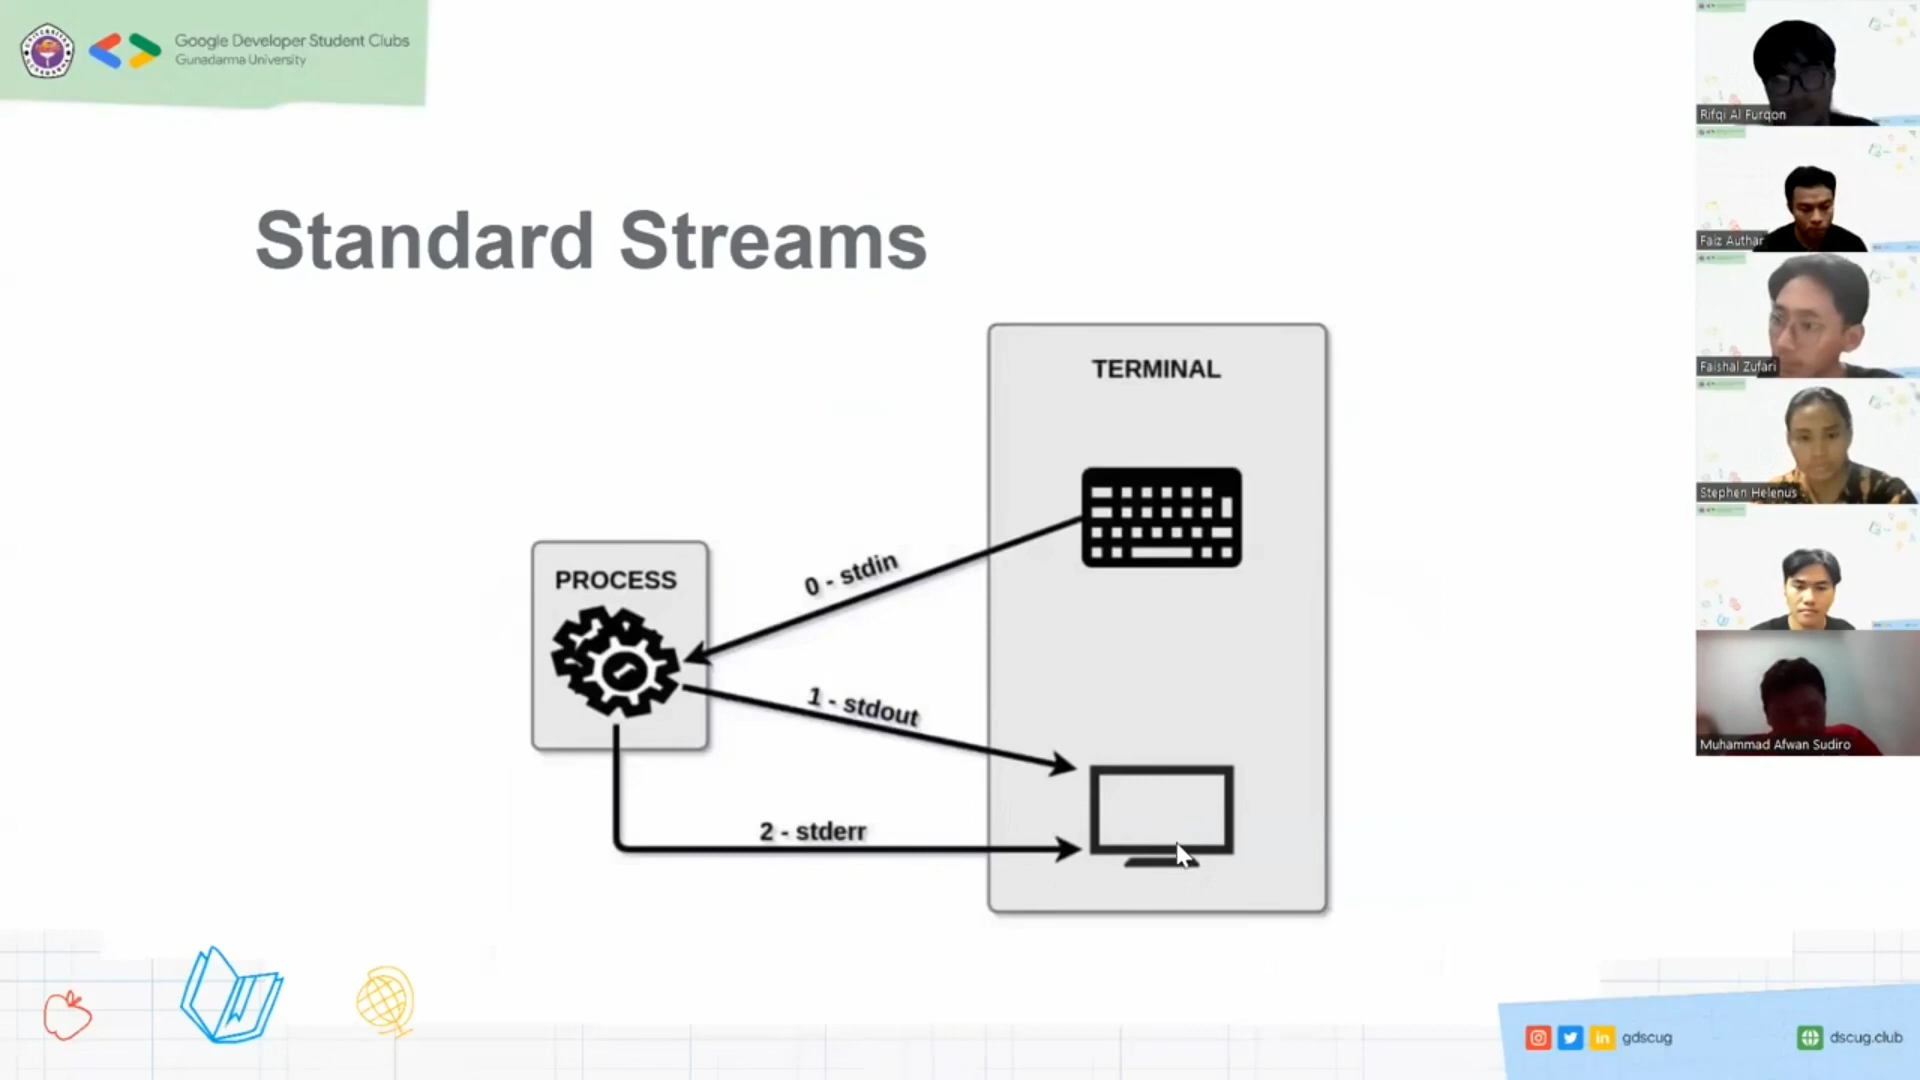 Google Developer Student Clubs
Gunadarma University
Standard Streams
TERMINAL
PROCESS
0 - stdin
1 - stdout
2 - stderr
Rifqi Al Furqon
Faiz Authar
Faishal Zufari
Stephen Helenus
Muhammad Afwan Sudiro
gdscug
dscug.club